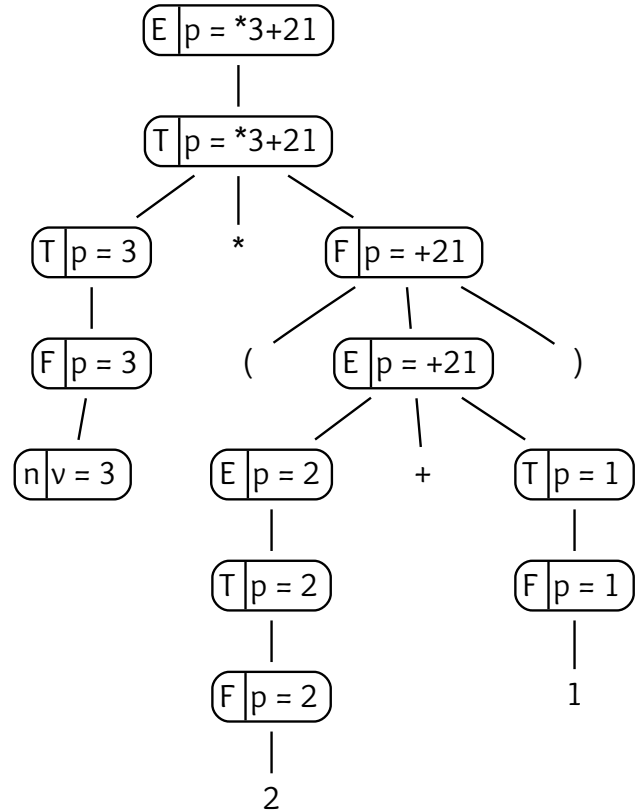 E p = *3+21
T p = *3+21
T p = 3 * F p = +21
F p = 3 ( E p = +21 )
n ν = 3 E p = 2 + T p = 1
T p = 2 F p = 1
F p = 2 1
2